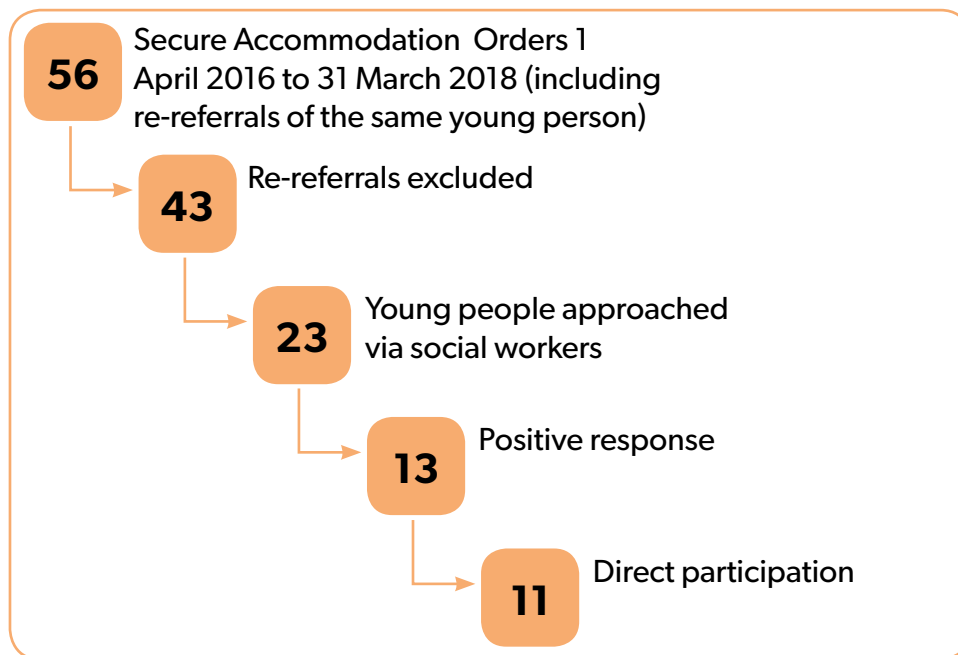 56
Secure Accommodation Orders 1
April 2016 to 31 March 2018 (including
re-referrals of the same young person)
43
Re-referrals excluded
23
Young people approached
via social workers
13
Positive response
11
Direct participation